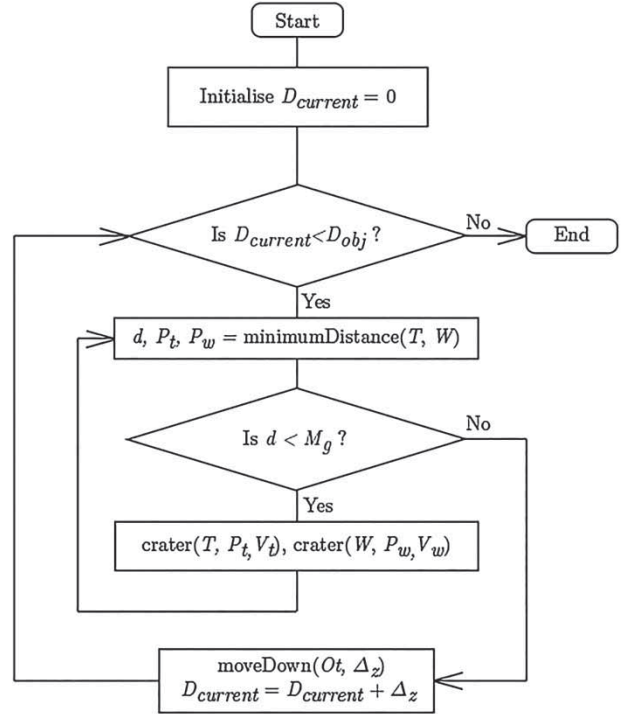 Start
Initialise D_current = 0
Is D_current<D_obj ?
No
End
Yes
d, P_t, P_w = minimumDistance(T, W)
Is d < M_g ?
No
Yes
crater(T, P_t, V_t), crater(W, P_w, V_w)
moveDown(Ot, Δ_z)
D_current = D_current + Δ_z